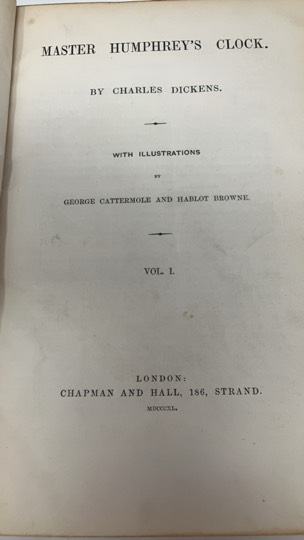 MASTER HUMPHREY'S CLOCK.
BY CHARLES DICKENS.
WITH ILLUSTRATIONS
BY
GEORGE CATTERMOLE AND HABLOT BROWNE.
VOL. I.
LONDON:
CHAPMAN AND HALL, 186, STRAND.
MDCCCXL.